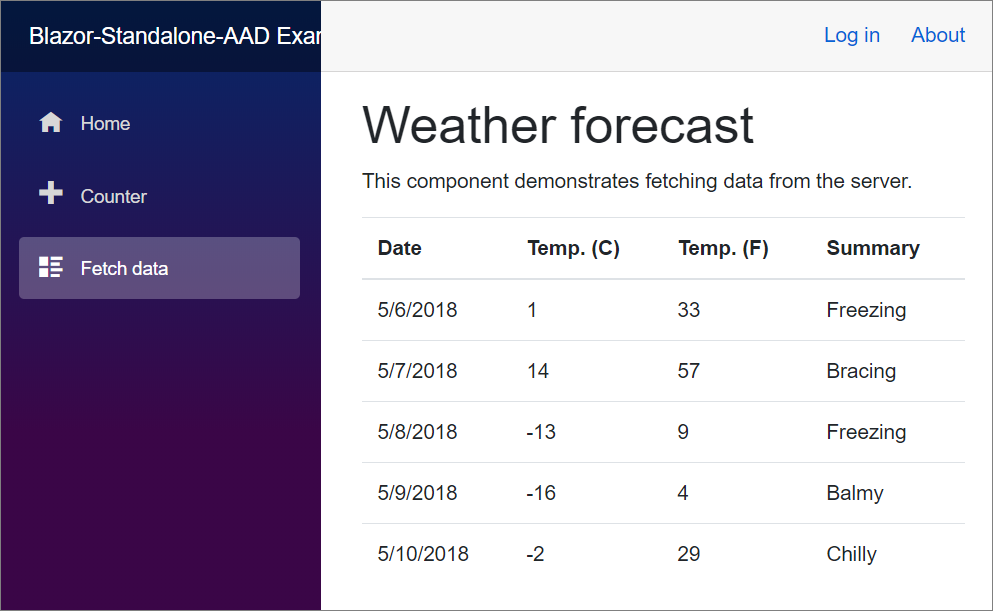 Blazor-Standalone-AAD Exar
Log in About
Home
Counter
Fetch data
Weather forecast
This component demonstrates fetching data from the server.
Date Temp. (C) Temp. (F) Summary
5/6/2018 1 33 Freezing
5/7/2018 14 57 Bracing
5/8/2018 -13 9 Freezing
5/9/2018 -16 4 Balmy
5/10/2018 -2 29 Chilly